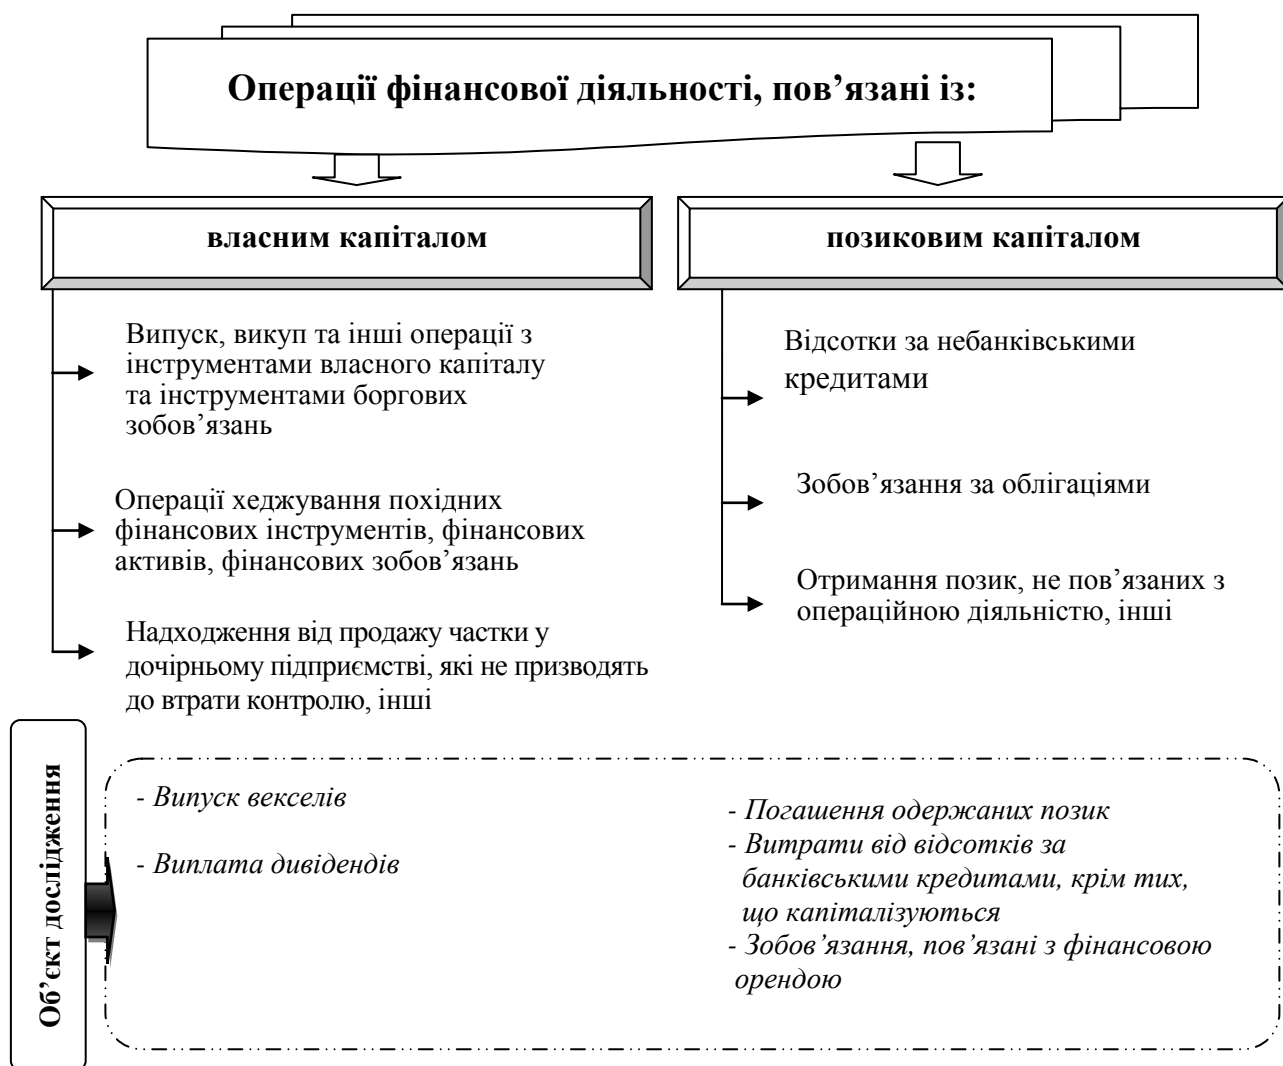 Операції фінансової діяльності, пов’язані із:
власним капіталом
Випуск, викуп та інші операції з
інструментами власного капіталу
та інструментами боргових
зобов’язань
Операції хеджування похідних
фінансових інструментів, фінансових
активів, фінансових зобов’язань
Надходження від продажу частки у
дочірньому підприємстві, які не призводять
до втрати контролю, інші
позиковим капіталом
Відсотки за небанківськими
кредитами
Зобов’язання за облігаціями
Отримання позик, не пов’язаних з
операційною діяльністю, інші
Об’єкт дослідження
- Випуск векселів
- Виплата дивідендів
- Погашення одержаних позик
- Витрати від відсотків за
банківськими кредитами, крім тих,
що капіталізуються
- Зобов’язання, пов’язані з фінансовою
орендою